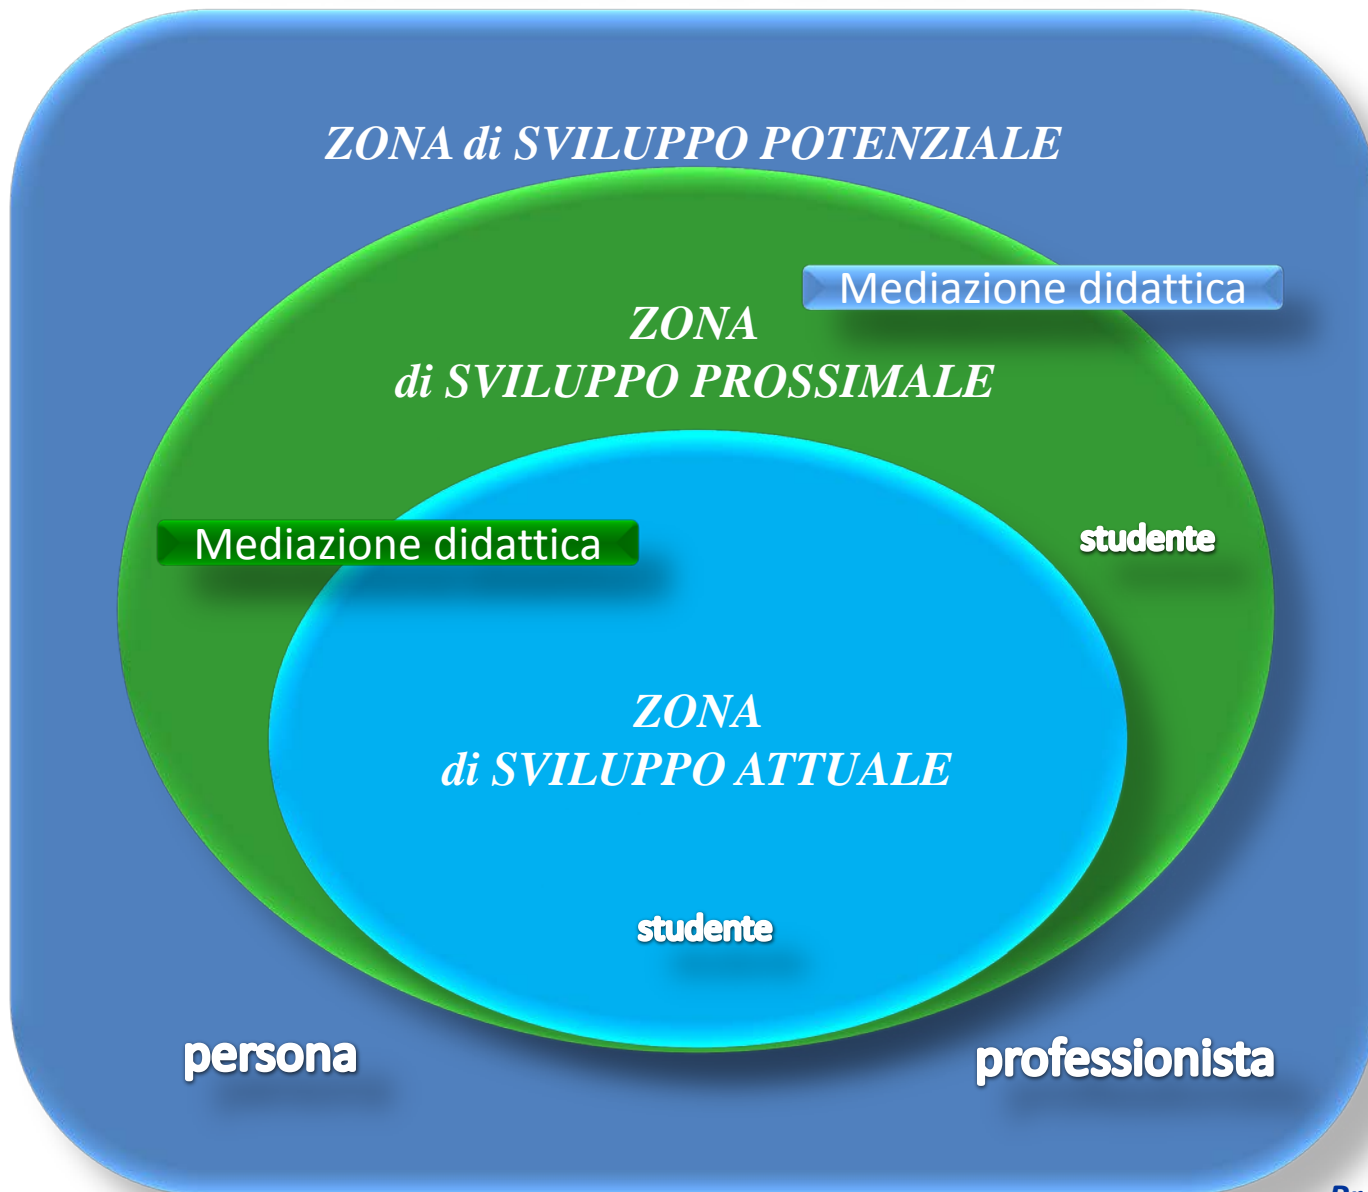 ZONA di SVILUPPO POTENZIALE
Mediazione didattica
ZONA
di SVILUPPO PROSSIMALE
Mediazione didattica
studente
ZONA
di SVILUPPO ATTUALE
studente
persona
professionista